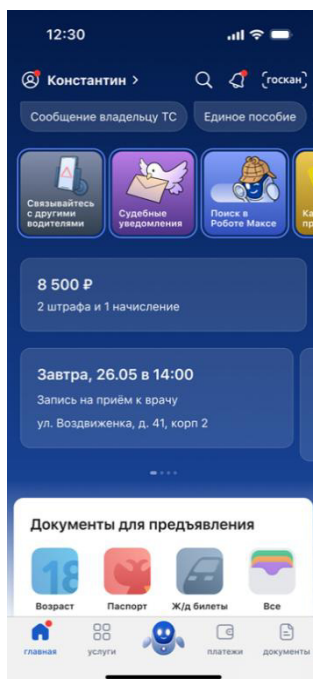 12:30
Константин >
госкан
Сообщение владельцу ТС
Единое пособие
Связывайтесь
с другими
водителями
Судебные
уведомления
Поиск в
Роботе Максе
8 500 ₽
2 штрафа и 1 начисление
Завтра, 26.05 в 14:00
Запись на приём к врачу
ул. Воздвиженка, д. 41, корп 2
Документы для предъявления
18
Возраст
Паспорт
Ж/д билеты
Все
главная
услуги
платежи
документы